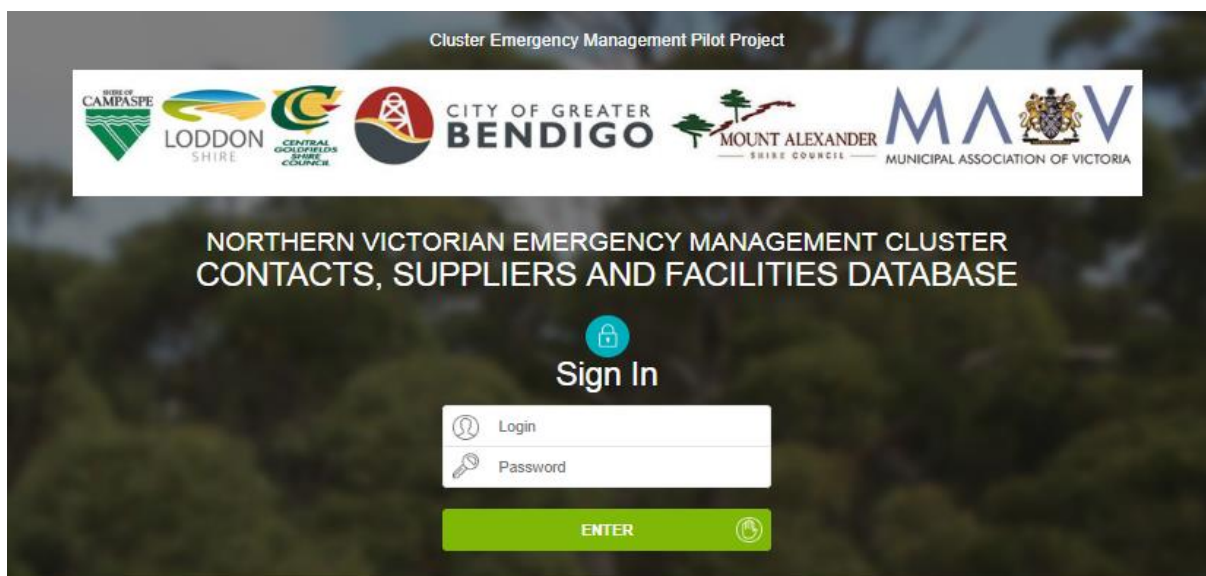 Cluster Emergency Management Pilot Project
SHIRE OF
CAMPASPE
LODDON
SHIRE
CENTRAL
GOLDFIELDS
SHIRE
COUNCIL
CITY OF GREATER
BENDIGO
MOUNT ALEXANDER
SHIRE COUNCIL
MAV
MUNICIPAL ASSOCIATION OF VICTORIA
NORTHERN VICTORIAN EMERGENCY MANAGEMENT CLUSTER
CONTACTS, SUPPLIERS AND FACILITIES DATABASE
Sign In
Login
Password
ENTER